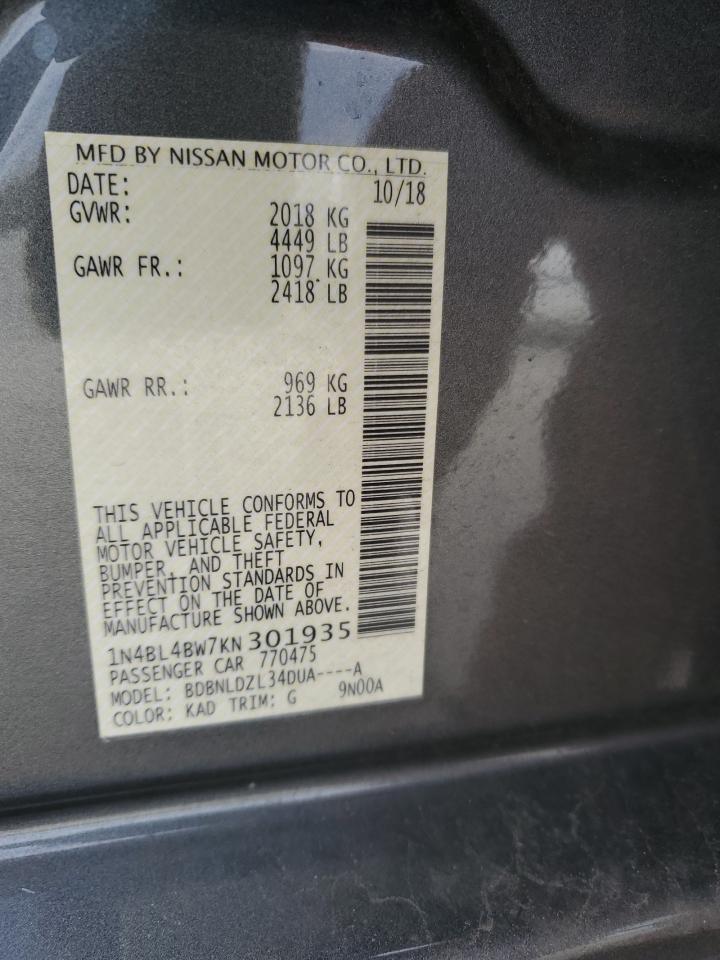 MFD BY NISSAN MOTOR CO., LTD.
DATE: 10/18
GVWR: 2018 KG
4449 LB
GAWR FR.: 1097 KG
2418 LB
GAWR RR.: 969 KG
2136 LB
THIS VEHICLE CONFORMS TO
ALL APPLICABLE FEDERAL
MOTOR VEHICLE SAFETY,
BUMPER, AND THEFT
PREVENTION STANDARDS IN
EFFECT ON THE DATE OF
MANUFACTURE SHOWN ABOVE.
1N4BL4BW7KN301935
PASSENGER CAR 770475
MODEL: BDBNLDZL34DUA----A
COLOR: KAD TRIM: G 9N00A